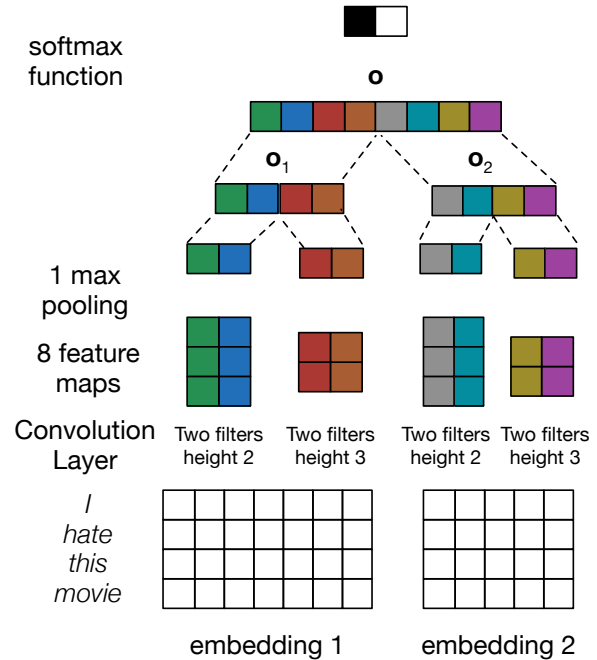 softmax
function
o
o1
o2
1 max
pooling
8 feature
maps
Convolution
Layer
Two filters
height 2
Two filters
height 3
Two filters
height 2
Two filters
height 3
I
hate
this
movie
embedding 1
embedding 2